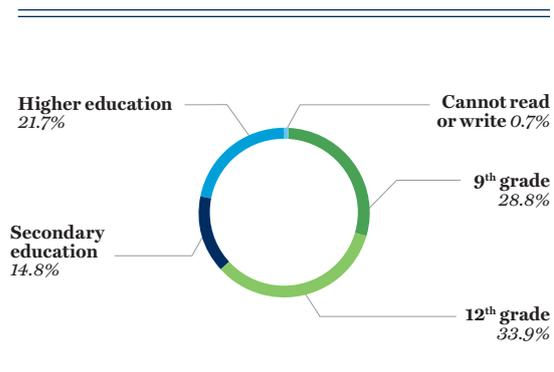 Higher education
21.7%
Cannot read
or write 0.7%
9th grade
28.8%
Secondary
education
14.8%
12th grade
33.9%